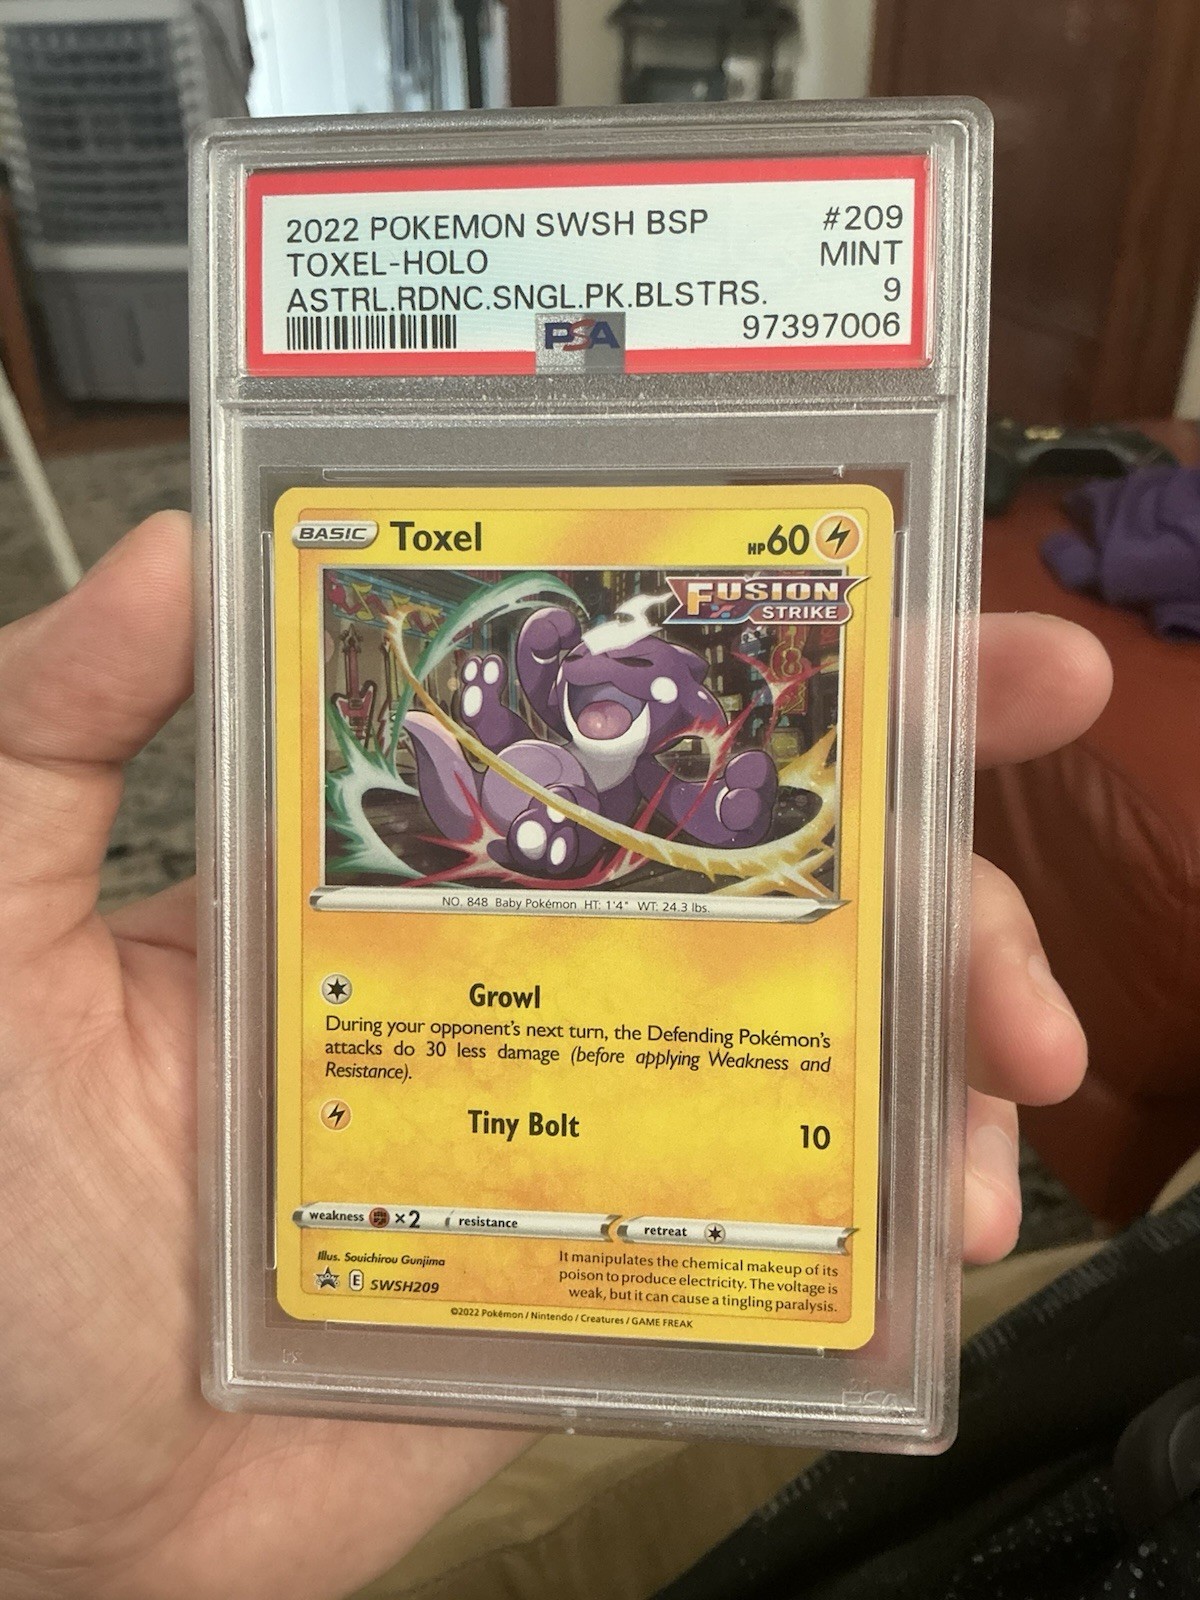 2022 POKEMON SWSH BSP #209
TOXEL-HOLO MINT
ASTRL.RDNC.SNGL.PK.BLSTRS. 9
PSA 97397006
BASIC Toxel HP60
FUSION
STRIKE
NO. 848 Baby Pokémon HT: 1'4" WT: 24.3 lbs.
Growl
During your opponent's next turn, the Defending Pokémon's
attacks do 30 less damage (before applying Weakness and
Resistance).
Tiny Bolt 10
weakness ×2 resistance retreat
Illus. Souichirou Gunjima
E SWSH209
It manipulates the chemical makeup of its
poison to produce electricity. The voltage is
weak, but it can cause a tingling paralysis.
©2022 Pokémon / Nintendo / Creatures / GAME FREAK